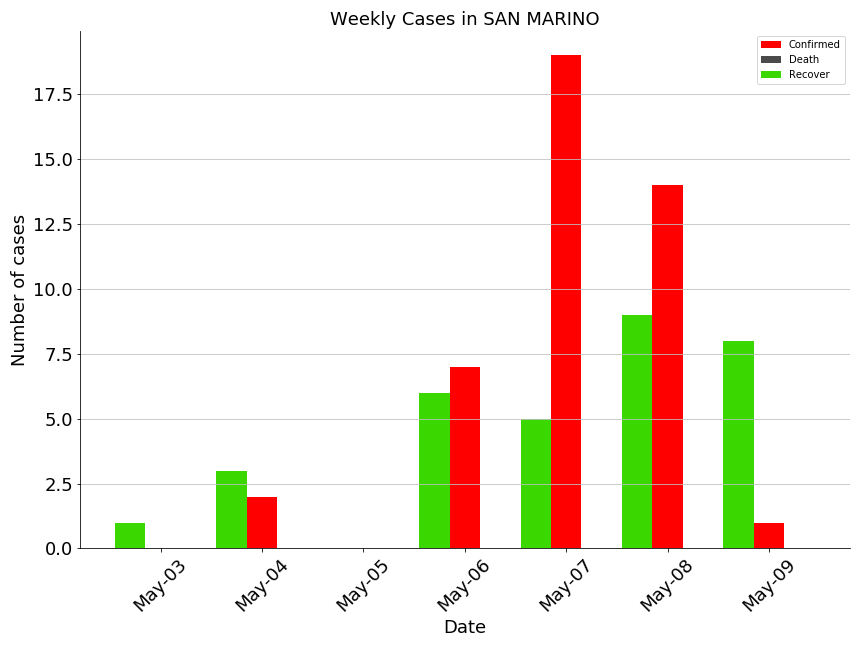 Weekly Cases in SAN MARINO
Confirmed
Death
Recover
Number of cases
17.5
15.0
12.5
10.0
7.5
5.0
2.5
0.0
May-03
May-04
May-05
May-06
May-07
May-08
May-09
Date